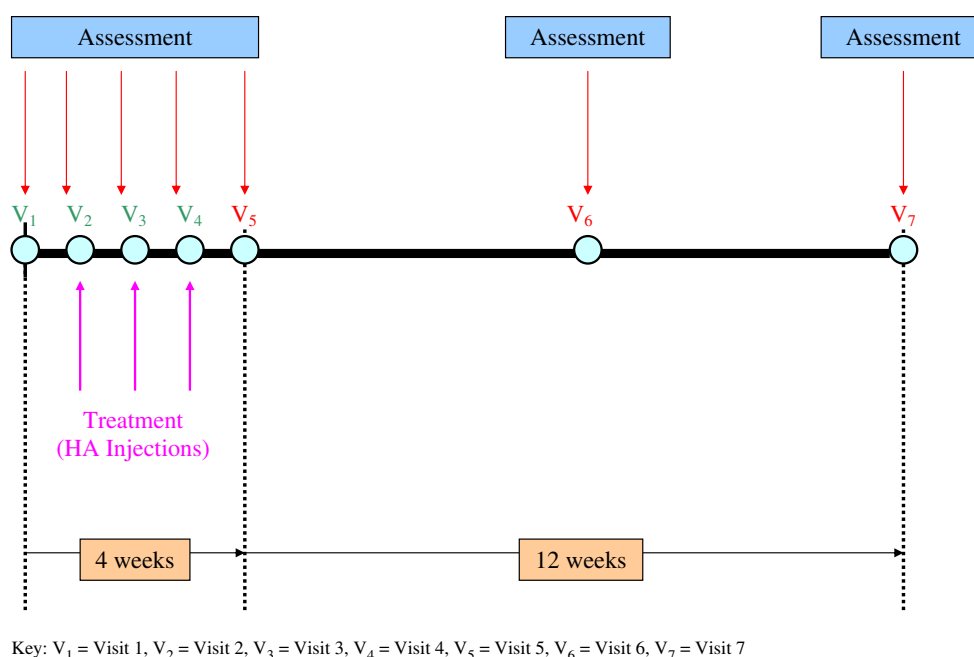 Assessment Assessment Assessment
V₁ V₂ V₃ V₄ V₅ V₆ V₇
Treatment
(HA Injections)
4 weeks 12 weeks
Key: V₁ = Visit 1, V₂ = Visit 2, V₃ = Visit 3, V₄ = Visit 4, V₅ = Visit 5, V₆ = Visit 6, V₇ = Visit 7